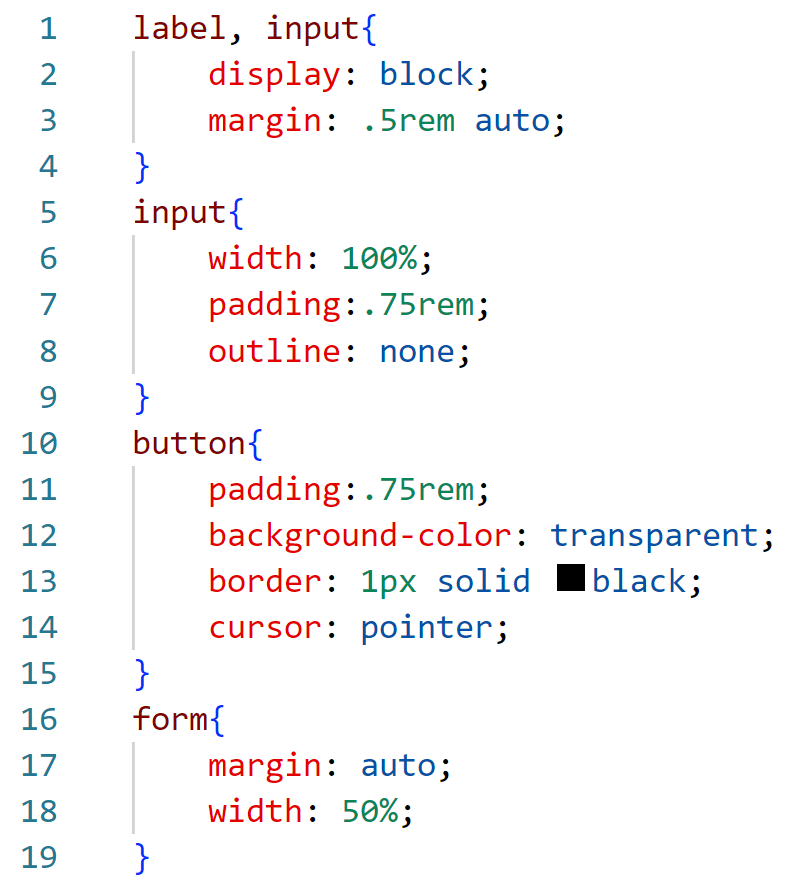 1 label, input{
2 display: block;
3 margin: .5rem auto;
4 }
5 input{
6 width: 100%;
7 padding:.75rem;
8 outline: none;
9 }
10 button{
11 padding:.75rem;
12 background-color: transparent;
13 border: 1px solid black;
14 cursor: pointer;
15 }
16 form{
17 margin: auto;
18 width: 50%;
19 }